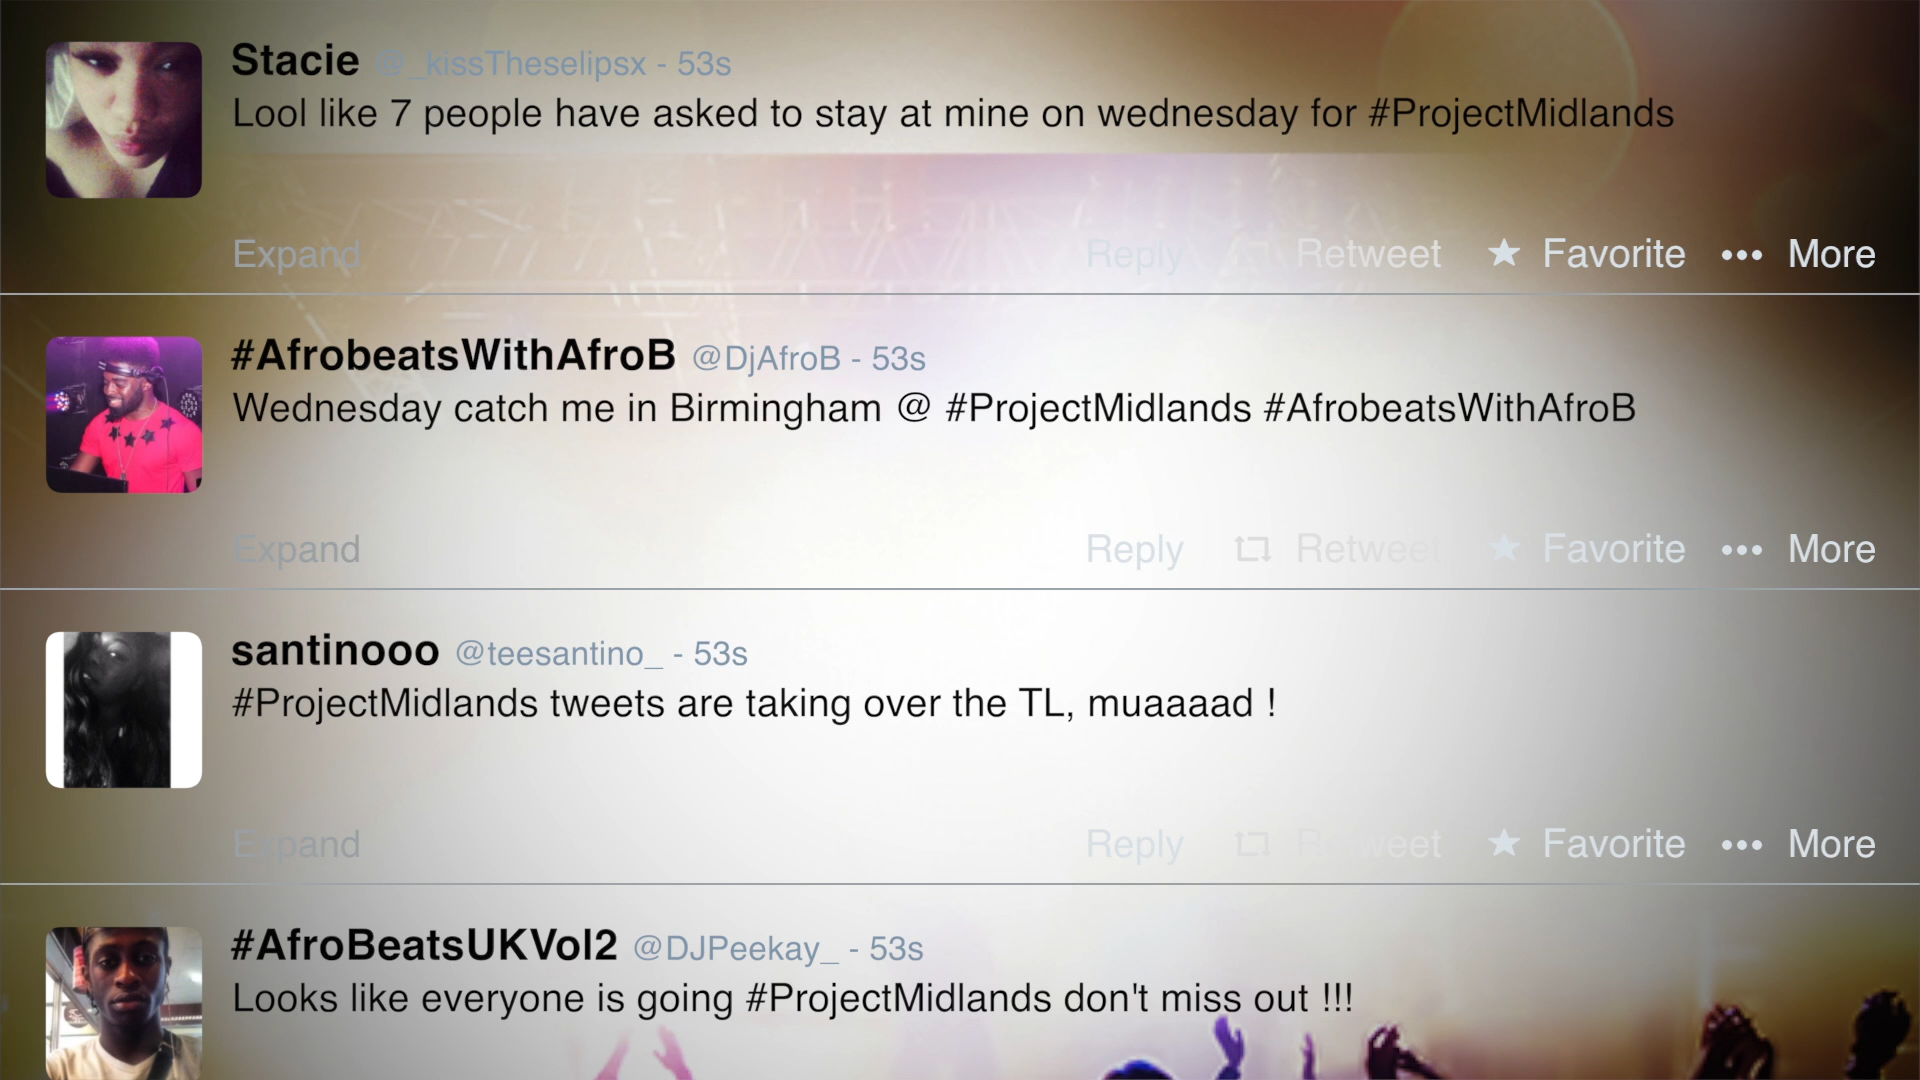 Stacie @_kissTheselipsx - 53s
Lool like 7 people have asked to stay at mine on wednesday for #ProjectMidlands
Expand Reply Retweet Favorite More
#AfrobeatsWithAfroB @DjAfroB - 53s
Wednesday catch me in Birmingham @ #ProjectMidlands #AfrobeatsWithAfroB
Expand Reply Retweet Favorite More
santinooo @teesantino_ - 53s
#ProjectMidlands tweets are taking over the TL, muaaaad !
Expand Reply Retweet Favorite More
#AfroBeatsUKVol2 @DJPeekay_ - 53s
Looks like everyone is going #ProjectMidlands don't miss out !!!